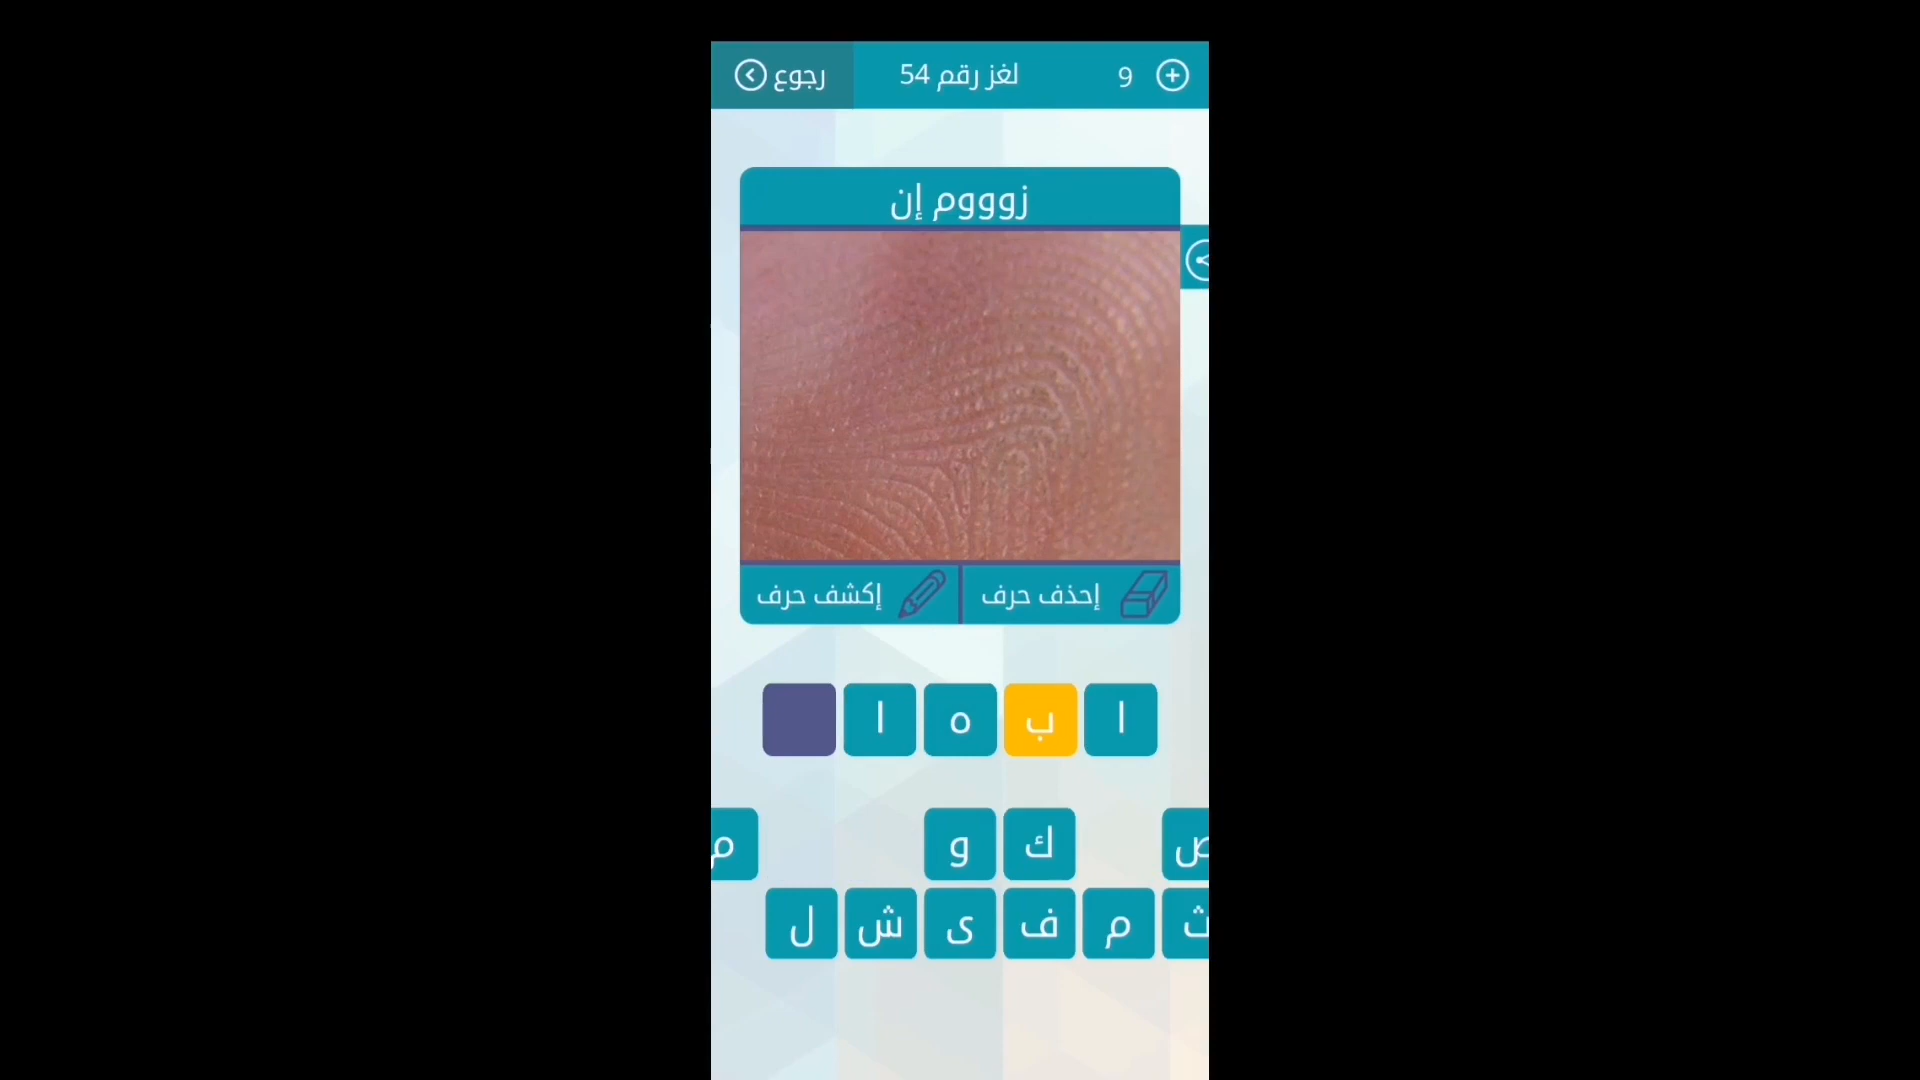 رجوع لغز رقم 54 9
زوووم إن
إحذف حرف إكشف حرف
ا ب ه ا
ص ك و م
ث م ف ى ش ل